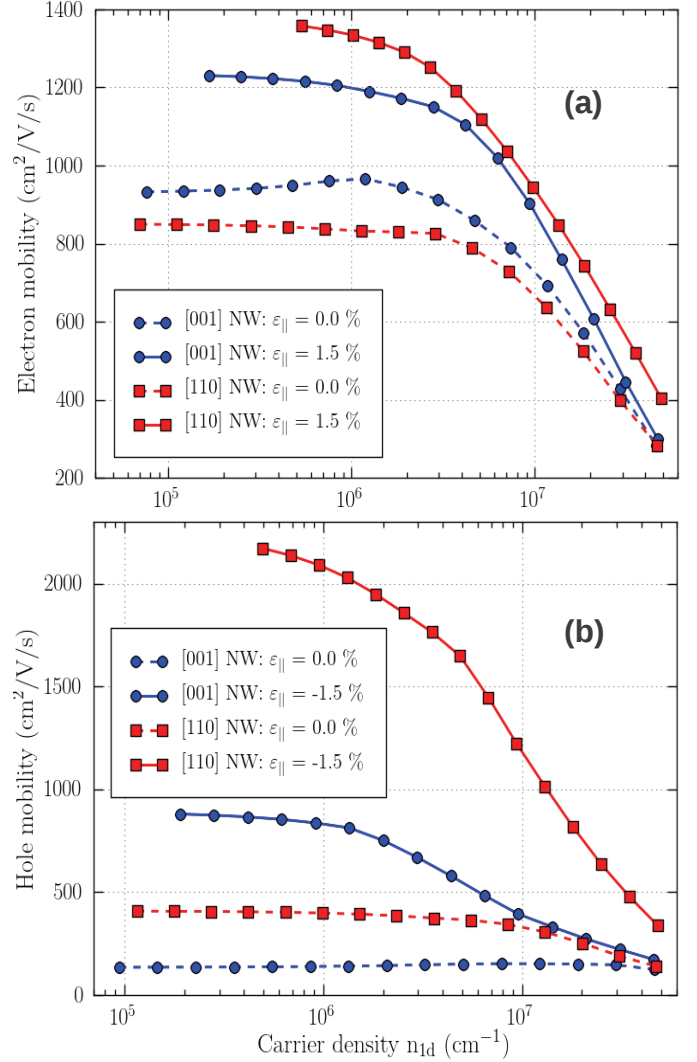 1400
1200
1000
800
600
400
200
Electron mobility (cm²/V/s)
(a)
[001] NW: ε∥ = 0.0 %
[001] NW: ε∥ = 1.5 %
[110] NW: ε∥ = 0.0 %
[110] NW: ε∥ = 1.5 %
10⁵ 10⁶ 10⁷
2000
1500
1000
500
0
Hole mobility (cm²/V/s)
(b)
[001] NW: ε∥ = 0.0 %
[001] NW: ε∥ = -1.5 %
[110] NW: ε∥ = 0.0 %
[110] NW: ε∥ = -1.5 %
10⁵ 10⁶ 10⁷
Carrier density n₁d (cm⁻¹)